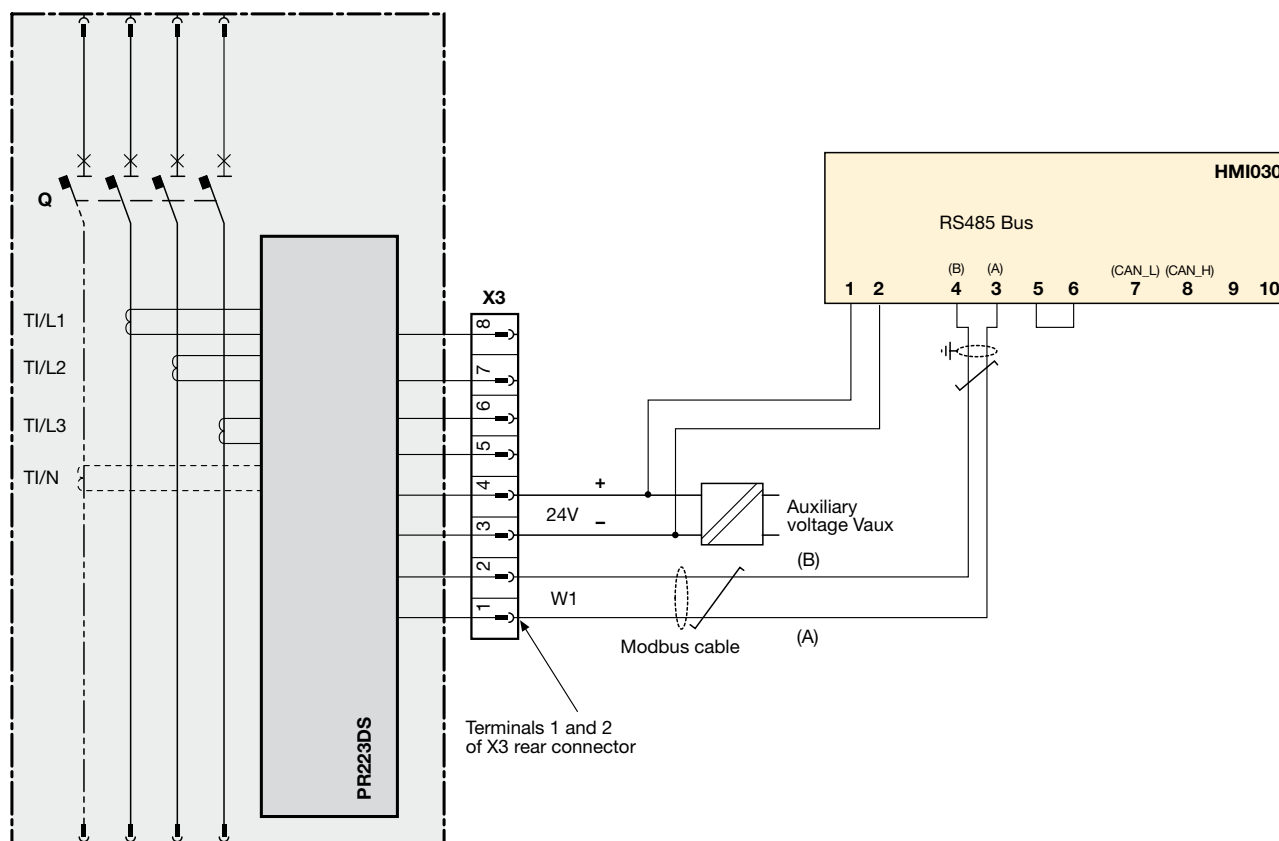 HMI030
RS485 Bus
(B) (A) (CAN_L) (CAN_H)
1 2 4 3 5 6 7 8 9 10
Q
X3
TI/L1
TI/L2
TI/L3
TI/N
8
7
6
5
4
3
2
1
+
24V
–
Auxiliary
voltage Vaux
(B)
W1
(A)
Modbus cable
Terminals 1 and 2
of X3 rear connector
PR223DS